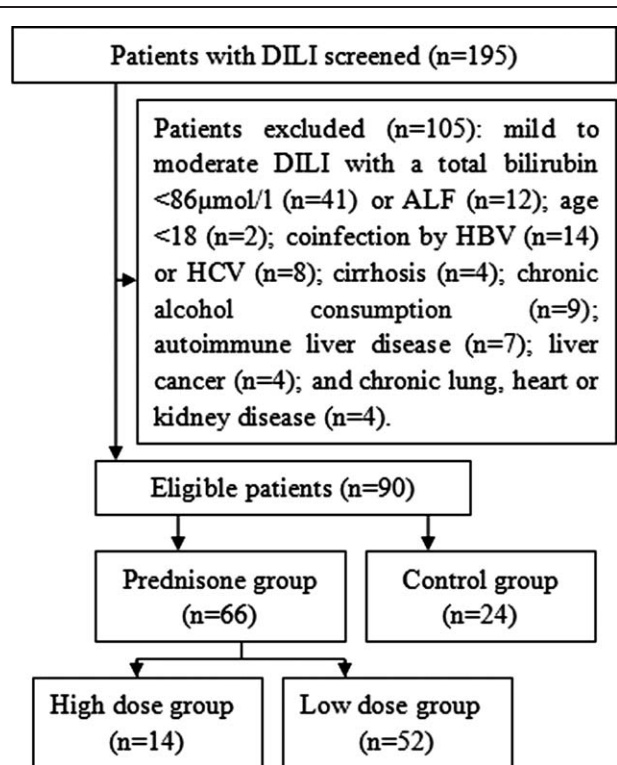 Patients with DILI screened (n=195)
Patients excluded (n=105): mild to
moderate DILI with a total bilirubin
<86μmol/l (n=41) or ALF (n=12); age
<18 (n=2); coinfection by HBV (n=14)
or HCV (n=8); cirrhosis (n=4); chronic
alcohol consumption (n=9);
autoimmune liver disease (n=7); liver
cancer (n=4); and chronic lung, heart or
kidney disease (n=4).
Eligible patients (n=90)
Prednisone group
(n=66)
Control group
(n=24)
High dose group
(n=14)
Low dose group
(n=52)